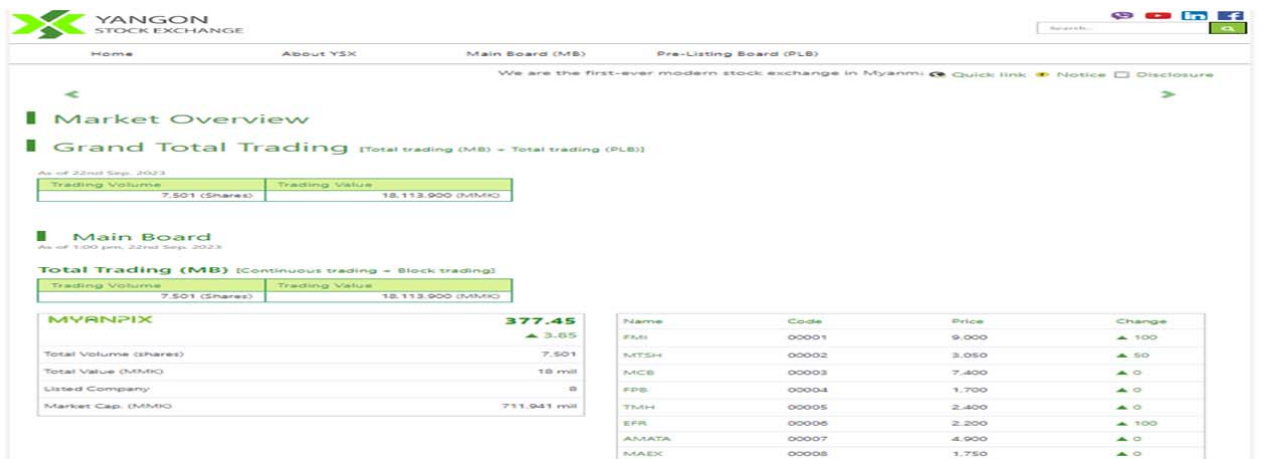 YANGON
STOCK EXCHANGE
Search...
Home About YSX Main Board (MB) Pre-Listing Board (PLB)
We are the first-ever modern stock exchange in Myanm Quick link Notice Disclosure
Market Overview
Grand Total Trading [Total trading (MB) + Total trading (PLB)]
As of 22nd Sep, 2023
Trading Volume Trading Value
7,501 (Shares) 18,113,900 (MMK)
Main Board
As of 1:00 pm, 22nd Sep, 2023
Total Trading (MB) [Continuous trading + Block trading]
Trading Volume Trading Value
7,501 (Shares) 18,113,900 (MMK)
MYANPIX 377.45
▲ 3.85
Total Volume (shares) 7,501
Total Value (MMK) 18 mil
Listed Company 8
Market Cap. (MMK) 711,941 mil
Name Code Price Change
FMI 00001 9,000 ▲ 100
MTSH 00002 3,050 ▲ 50
MCB 00003 7,400 ▲ 0
FPB 00004 1,700 ▲ 0
TMH 00005 2,400 ▲ 0
EFR 00006 2,200 ▲ 100
AMATA 00007 4,900 ▲ 0
MAEX 00008 1,750 ▲ 0